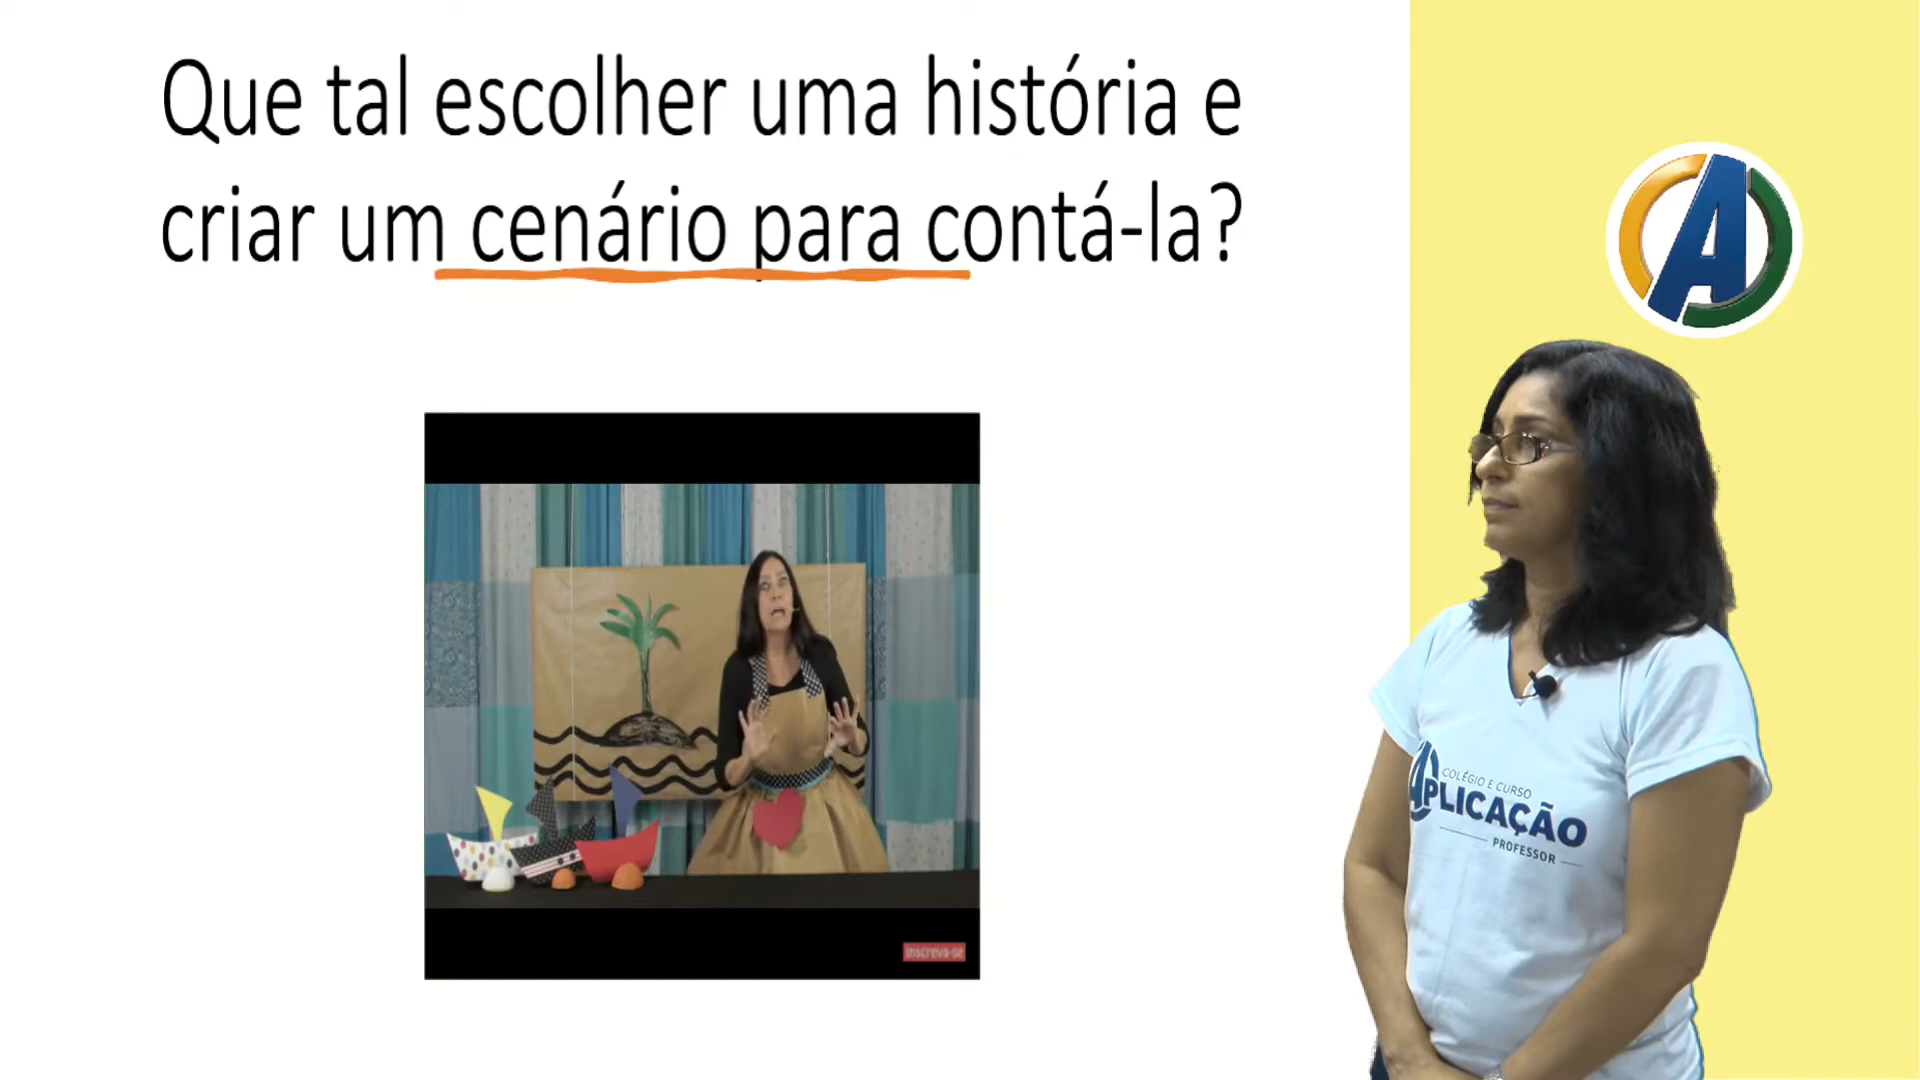 Que tal escolher uma história e
criar um cenário para contá-la?
A
COLÉGIO E CURSO
APLICAÇÃO
PROFESSOR
Inscreva-se